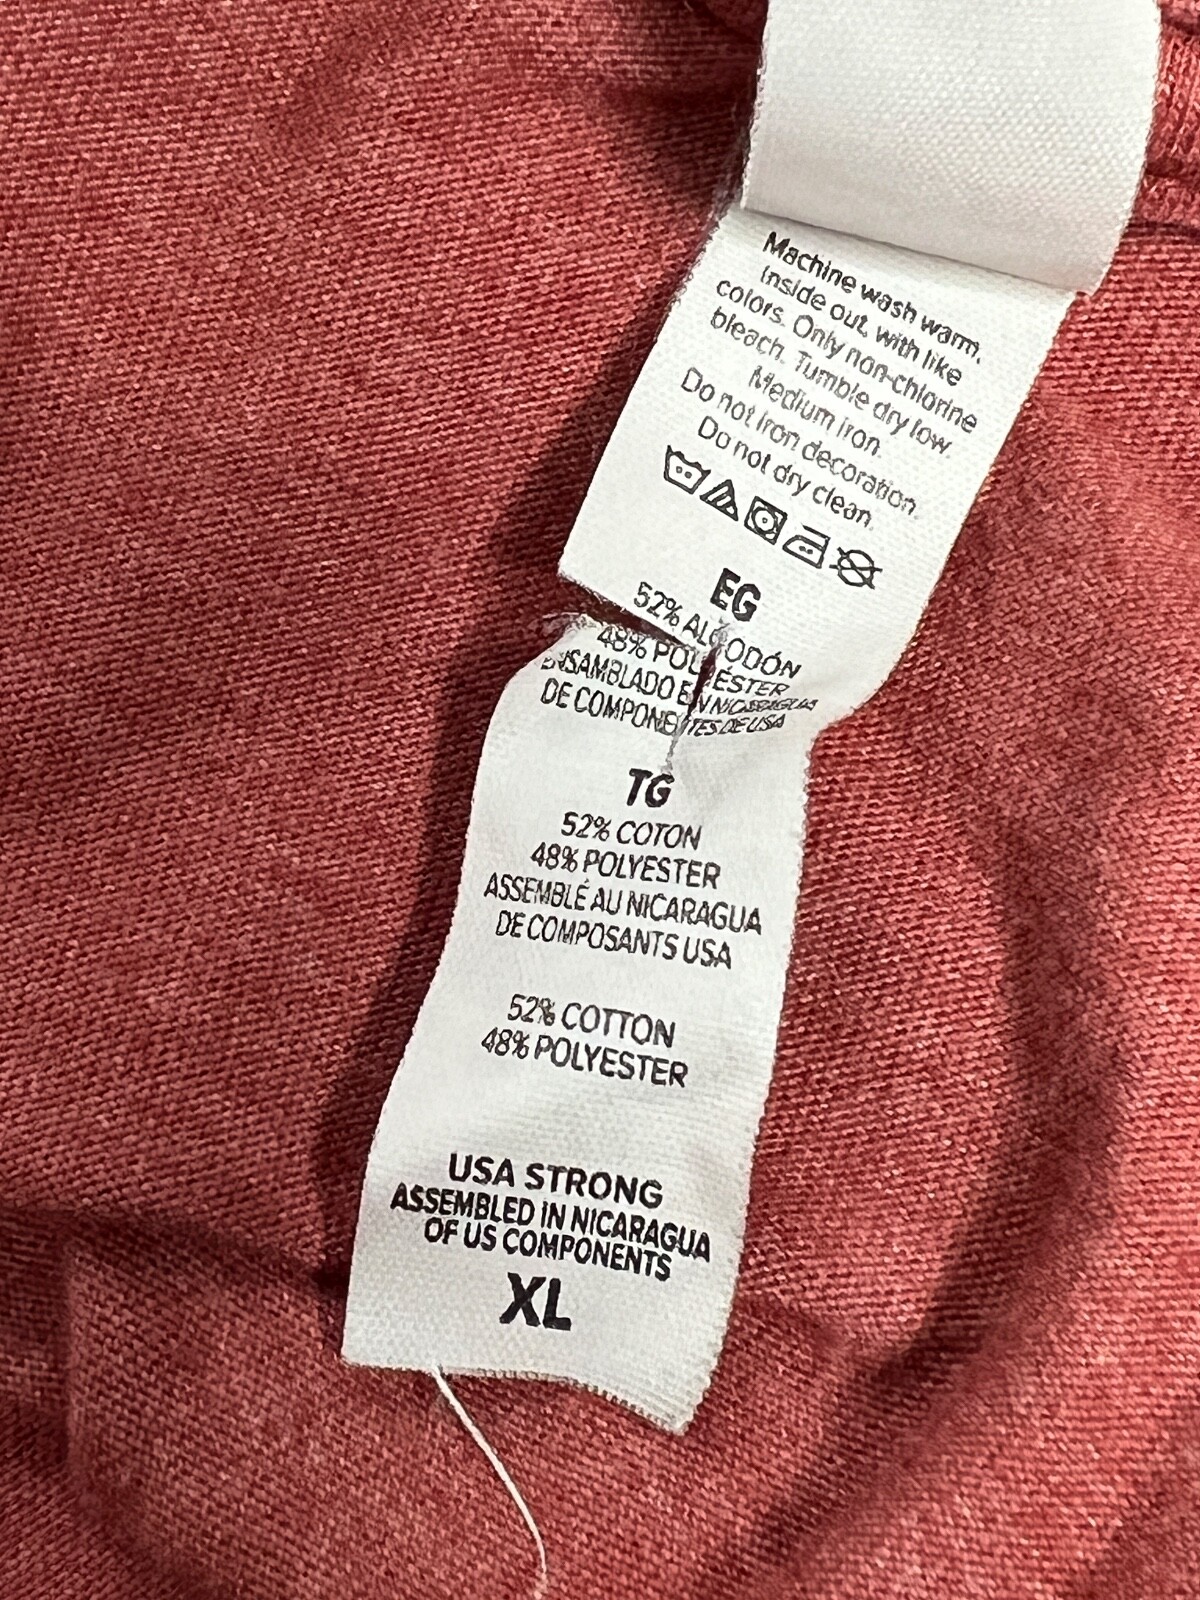 Machine wash warm,
inside out, with like
colors. Only non-chlorine
bleach. Tumble dry low.
Medium iron.
Do not iron decoration.
Do not dry clean.
EG
52% ALGODÓN
48% POLIÉSTER
ENSAMBLADO EN NICARAGUA
DE COMPONENTES DE USA
TG
52% COTON
48% POLYESTER
ASSEMBLÉ AU NICARAGUA
DE COMPOSANTS USA
52% COTTON
48% POLYESTER
USA STRONG
ASSEMBLED IN NICARAGUA
OF US COMPONENTS
XL